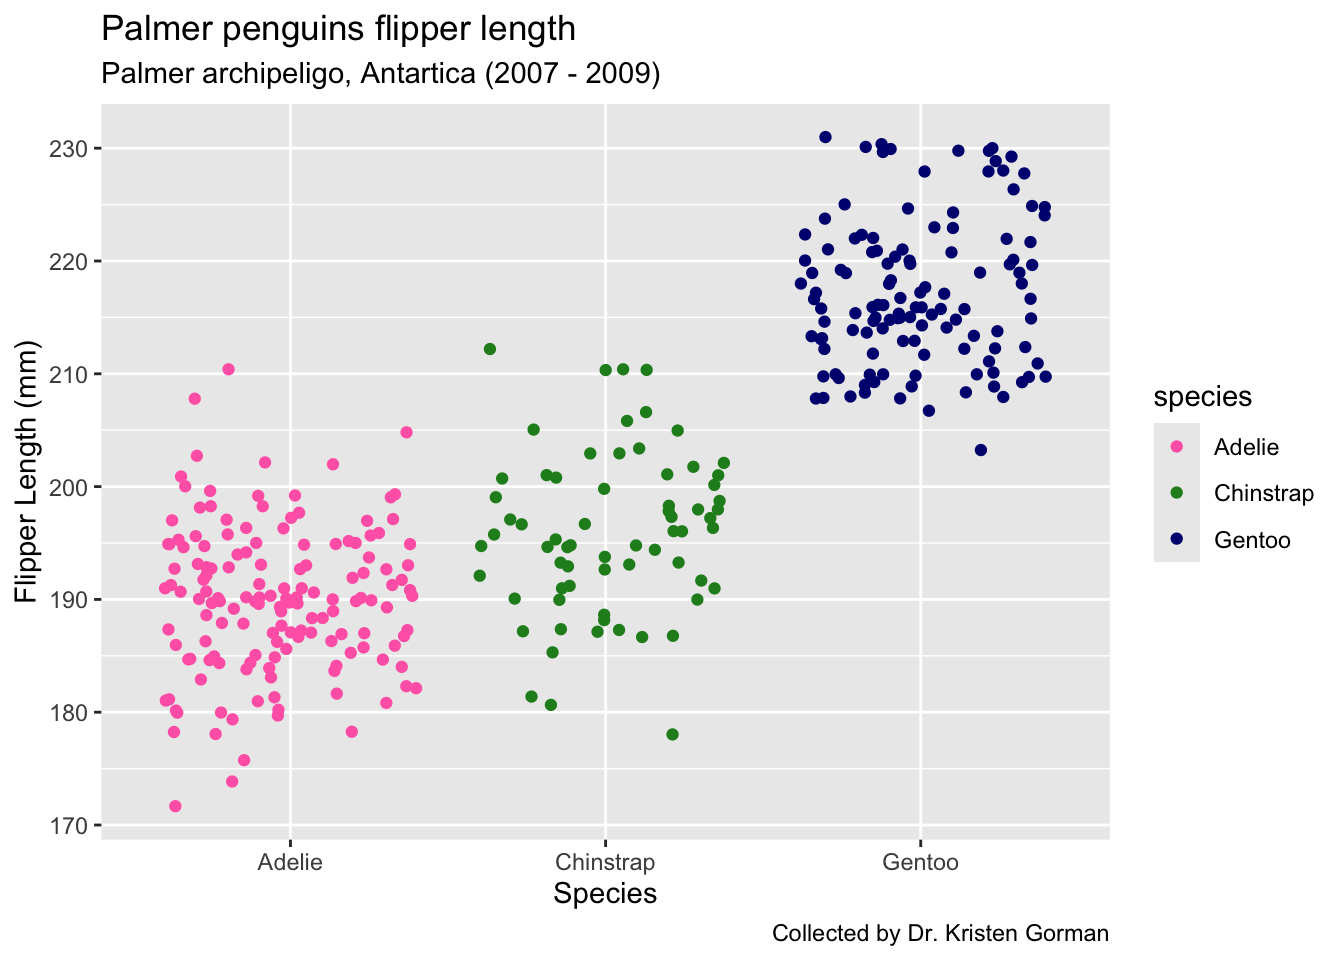 Palmer penguins flipper length
Palmer archipeligo, Antartica (2007 - 2009)
Flipper Length (mm)
230
220
210
200
190
180
170
Adelie
Chinstrap
Gentoo
Species
species
Adelie
Chinstrap
Gentoo
Collected by Dr. Kristen Gorman